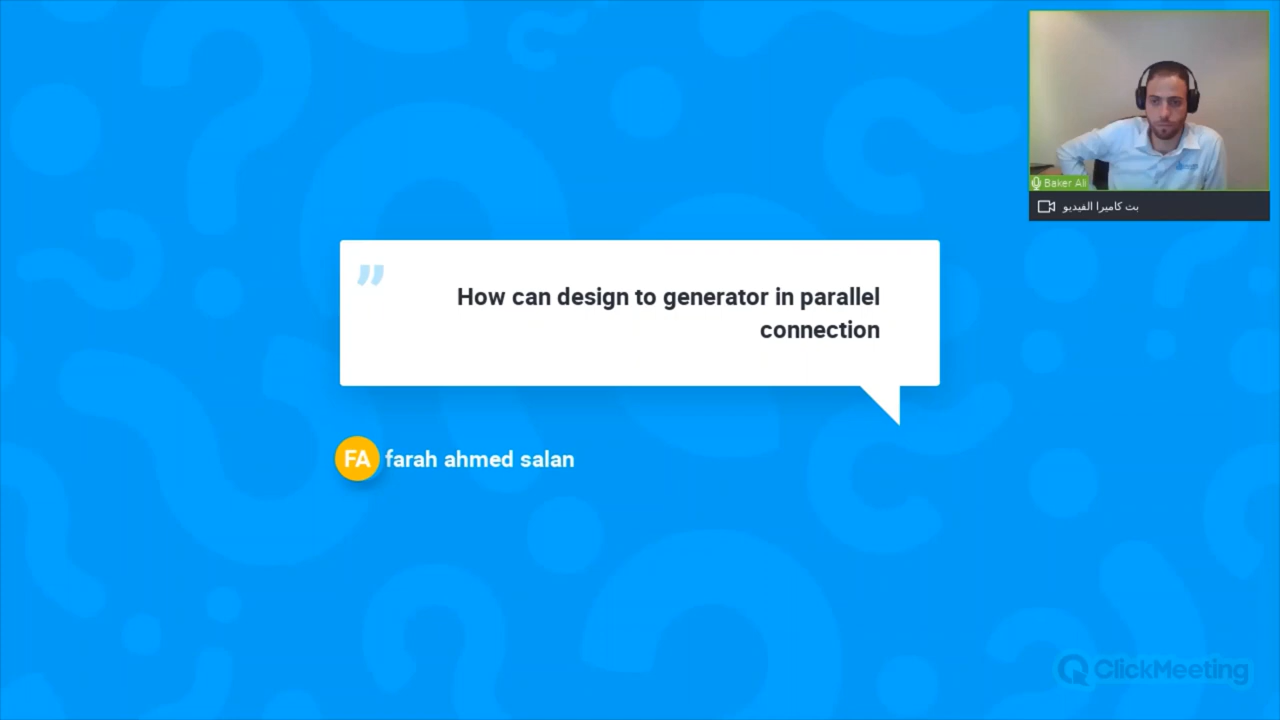 How can design to generator in parallel
connection
FA farah ahmed salan
Baker Ali
بث كاميرا الفيديو
ClickMeeting